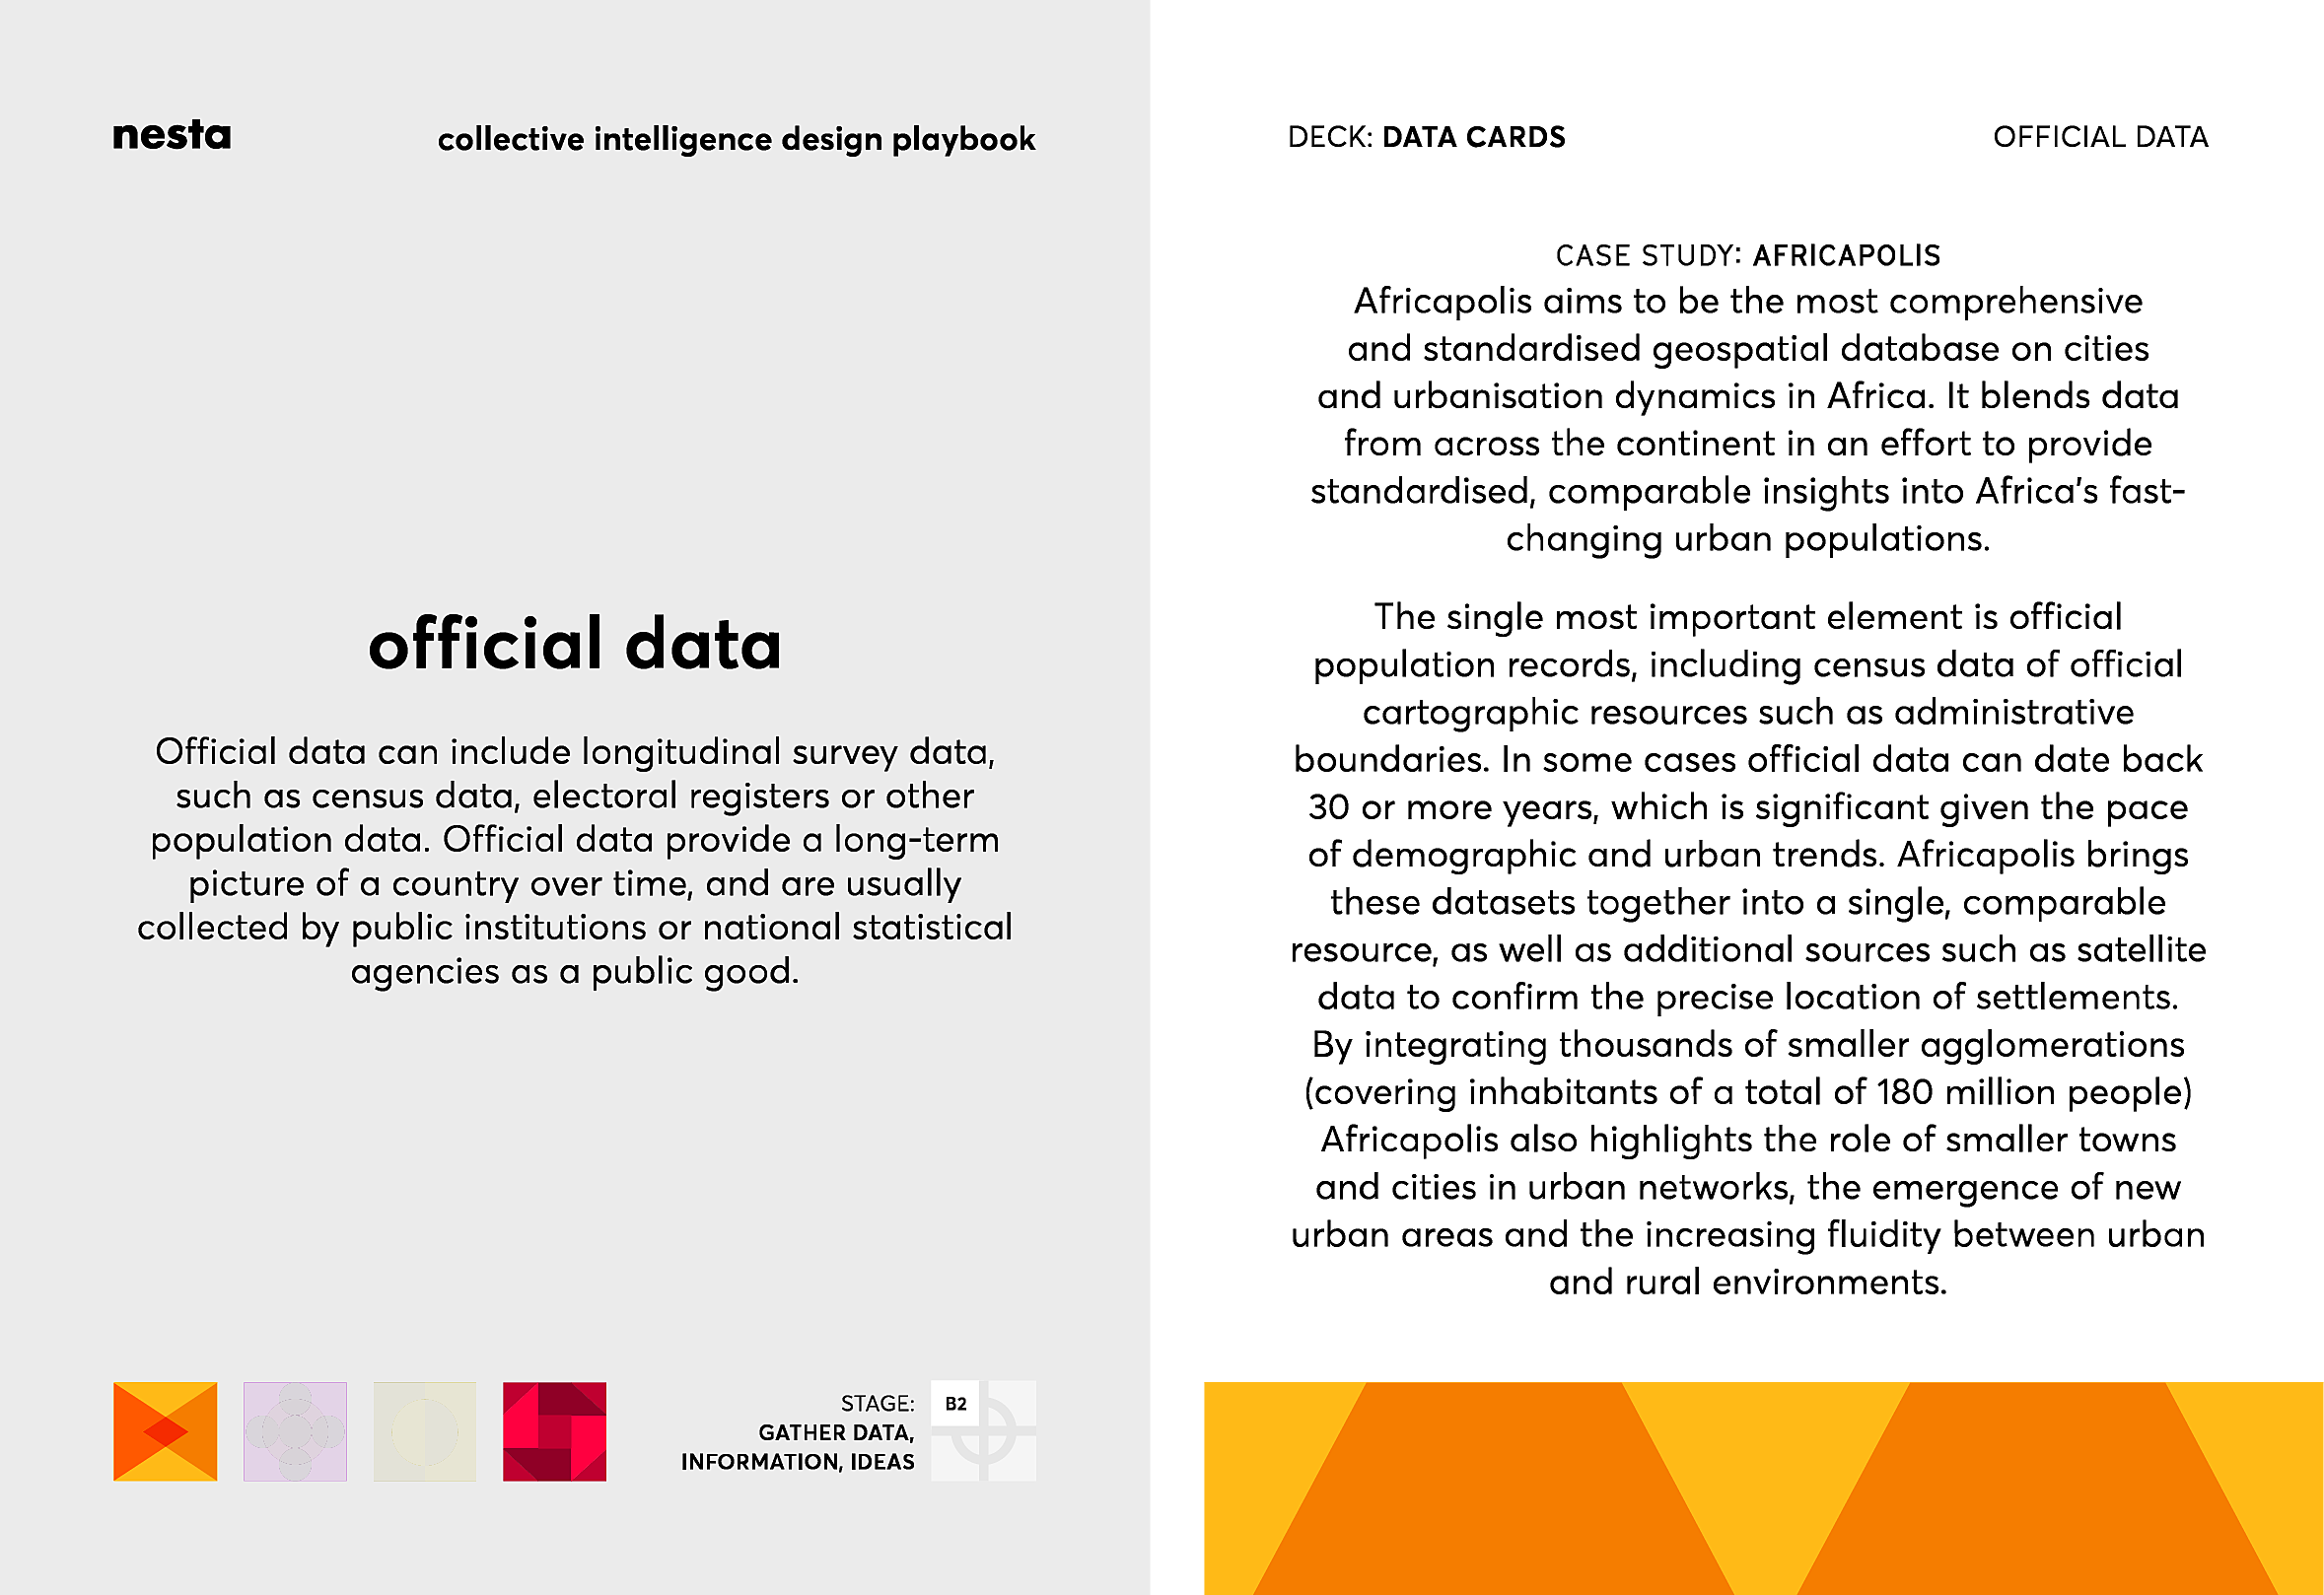 nesta
collective intelligence design playbook
official data
Official data can include longitudinal survey data,
such as census data, electoral registers or other
population data. Official data provide a long-term
picture of a country over time, and are usually
collected by public institutions or national statistical
agencies as a public good.
STAGE:
GATHER DATA,
INFORMATION, IDEAS
B2
DECK: DATA CARDS
OFFICIAL DATA
CASE STUDY: AFRICAPOLIS
Africapolis aims to be the most comprehensive
and standardised geospatial database on cities
and urbanisation dynamics in Africa. It blends data
from across the continent in an effort to provide
standardised, comparable insights into Africa's fast-
changing urban populations.
The single most important element is official
population records, including census data of official
cartographic resources such as administrative
boundaries. In some cases official data can date back
30 or more years, which is significant given the pace
of demographic and urban trends. Africapolis brings
these datasets together into a single, comparable
resource, as well as additional sources such as satellite
data to confirm the precise location of settlements.
By integrating thousands of smaller agglomerations
(covering inhabitants of a total of 180 million people)
Africapolis also highlights the role of smaller towns
and cities in urban networks, the emergence of new
urban areas and the increasing fluidity between urban
and rural environments.